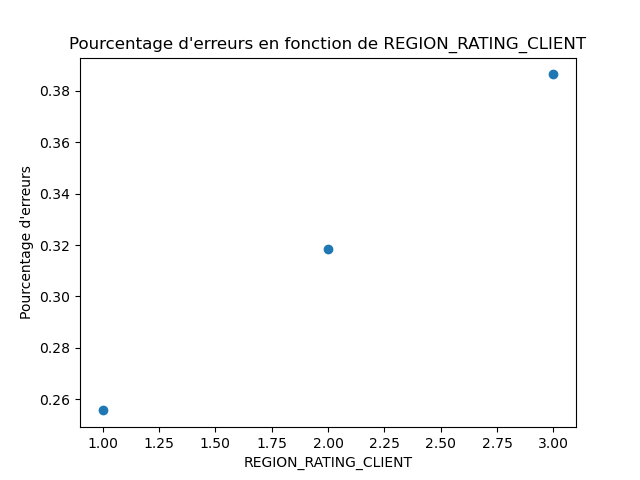 Pourcentage d'erreurs en fonction de REGION_RATING_CLIENT
Pourcentage d'erreurs
0.38
0.36
0.34
0.32
0.30
0.28
0.26
1.00 1.25 1.50 1.75 2.00 2.25 2.50 2.75 3.00
REGION_RATING_CLIENT